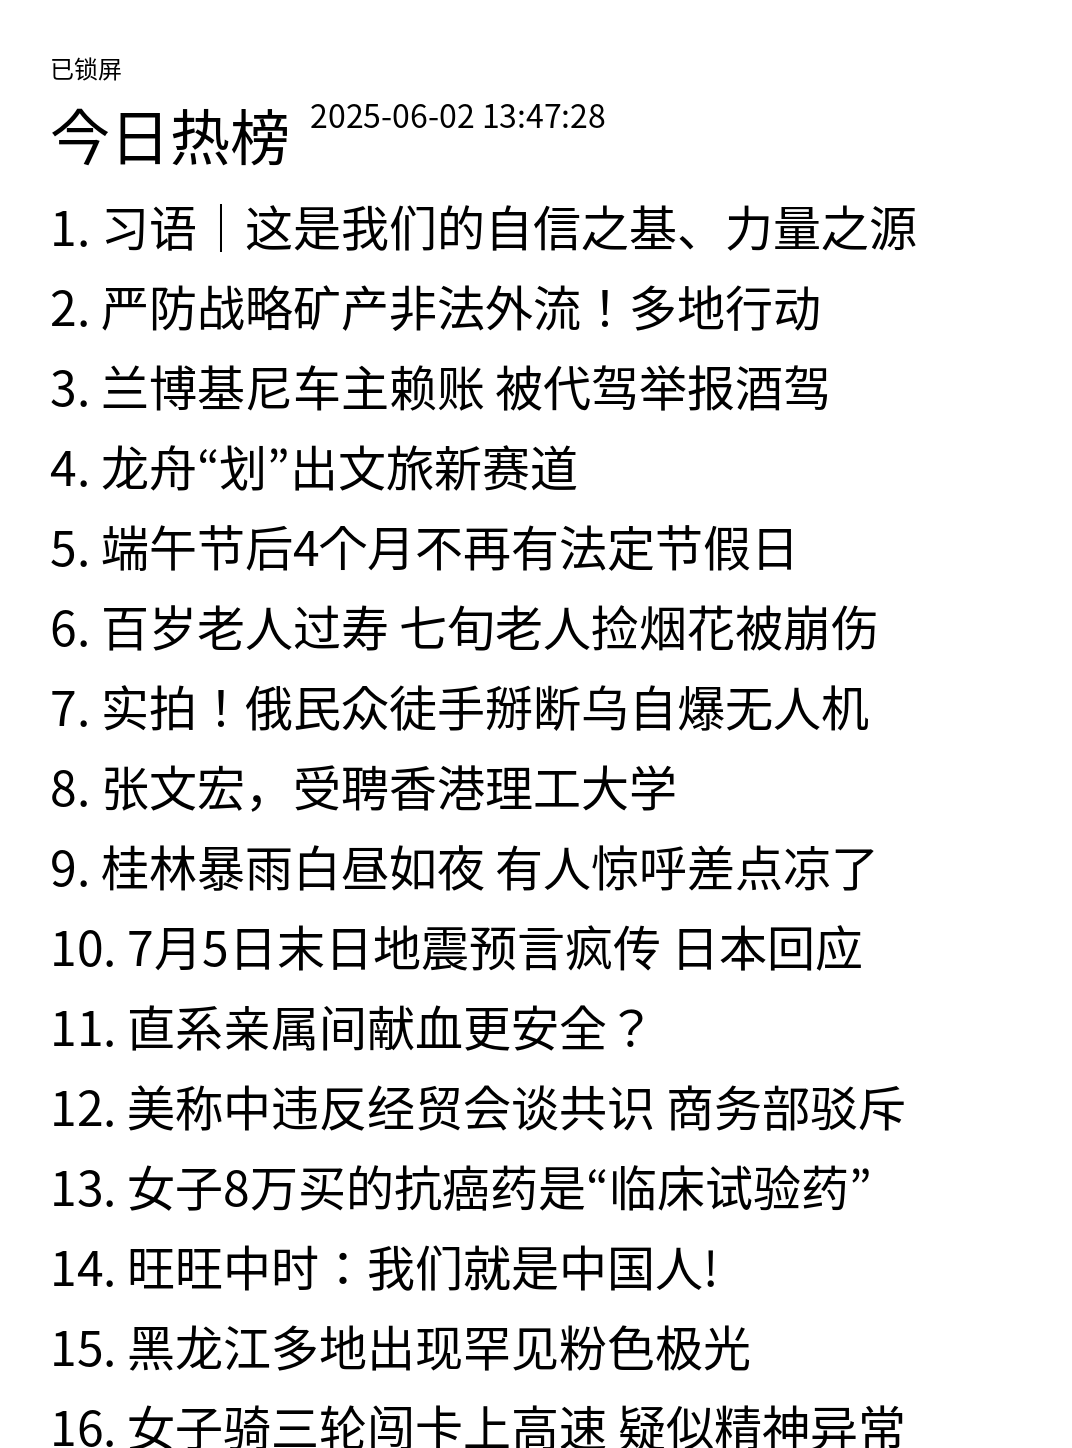 已锁屏
今日热榜 2025-06-02 13:47:28
1. 习语｜这是我们的自信之基、力量之源
2. 严防战略矿产非法外流！多地行动
3. 兰博基尼车主赖账 被代驾举报酒驾
4. 龙舟“划”出文旅新赛道
5. 端午节后4个月不再有法定节假日
6. 百岁老人过寿 七旬老人捡烟花被崩伤
7. 实拍！俄民众徒手掰断乌自爆无人机
8. 张文宏，受聘香港理工大学
9. 桂林暴雨白昼如夜 有人惊呼差点凉了
10. 7月5日末日地震预言疯传 日本回应
11. 直系亲属间献血更安全？
12. 美称中违反经贸会谈共识 商务部驳斥
13. 女子8万买的抗癌药是“临床试验药”
14. 旺旺中时：我们就是中国人!
15. 黑龙江多地出现罕见粉色极光
16. 女子骑三轮闯卡上高速 疑似精神异常